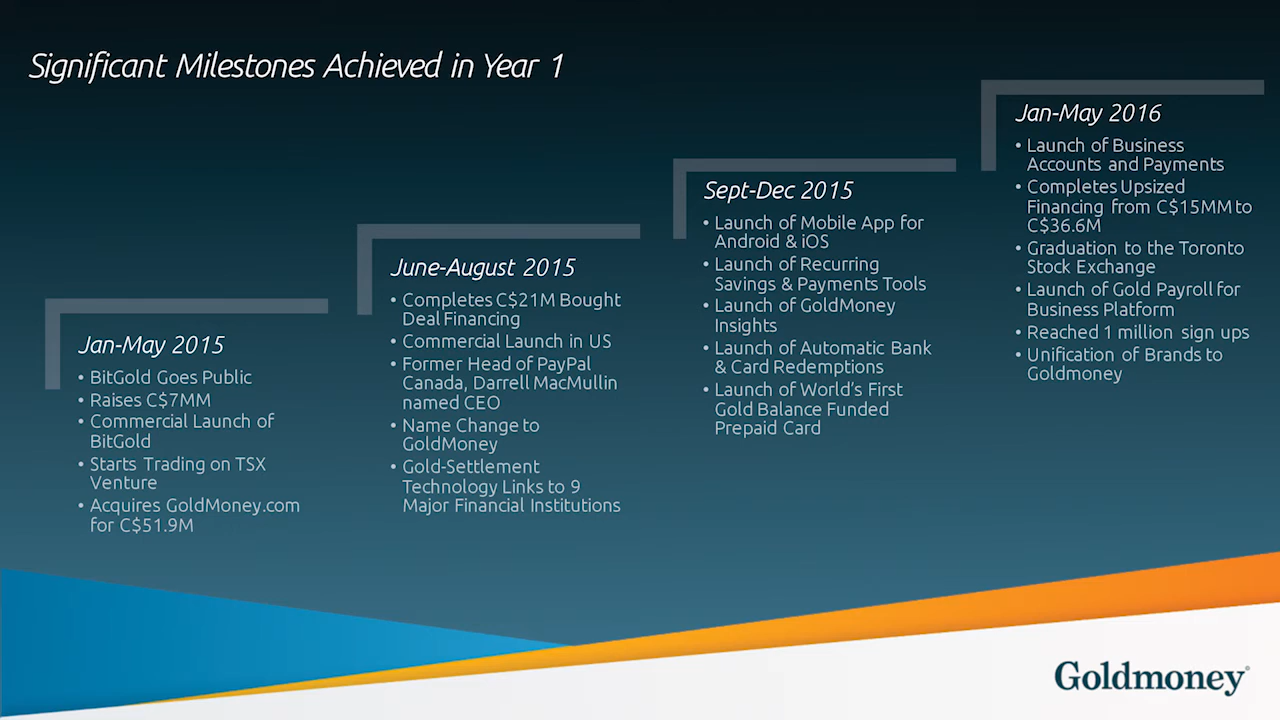 Significant Milestones Achieved in Year 1
Jan-May 2015
• BitGold Goes Public
• Raises C$7MM
• Commercial Launch of
BitGold
• Starts Trading on TSX
Venture
• Acquires GoldMoney.com
for C$51.9M
June-August 2015
• Completes C$21M Bought
Deal Financing
• Commercial Launch in US
• Former Head of PayPal
Canada, Darrell MacMullin
named CEO
• Name Change to
GoldMoney
• Gold-Settlement
Technology Links to 9
Major Financial Institutions
Sept-Dec 2015
• Launch of Mobile App for
Android & iOS
• Launch of Recurring
Savings & Payments Tools
• Launch of GoldMoney
Insights
• Launch of Automatic Bank
& Card Redemptions
• Launch of World’s First
Gold Balance Funded
Prepaid Card
Jan-May 2016
• Launch of Business
Accounts and Payments
• Completes Upsized
Financing from C$15MM to
C$36.6M
• Graduation to the Toronto
Stock Exchange
• Launch of Gold Payroll for
Business Platform
• Reached 1 million sign ups
• Unification of Brands to
Goldmoney
Goldmoney®